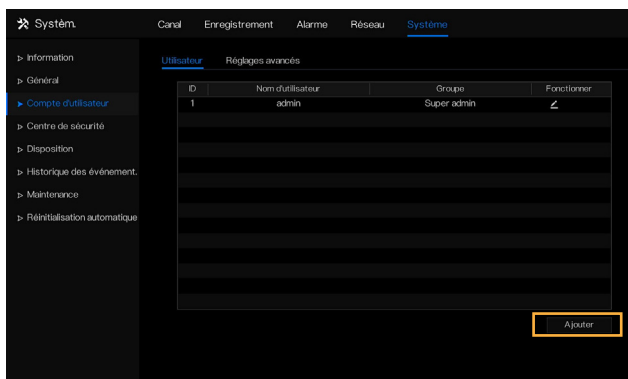 Systém.
Canal Enregistrement Alarme Réseau Système
Information
Général
Compte d'utilisateur
Centre de sécurité
Disposition
Historique des événement.
Maintenance
Réinitialisation automatique
Utilisateur Réglages avancés
ID Nom d'utilisateur Groupe Fonctionner
1 admin Super admin
Ajouter